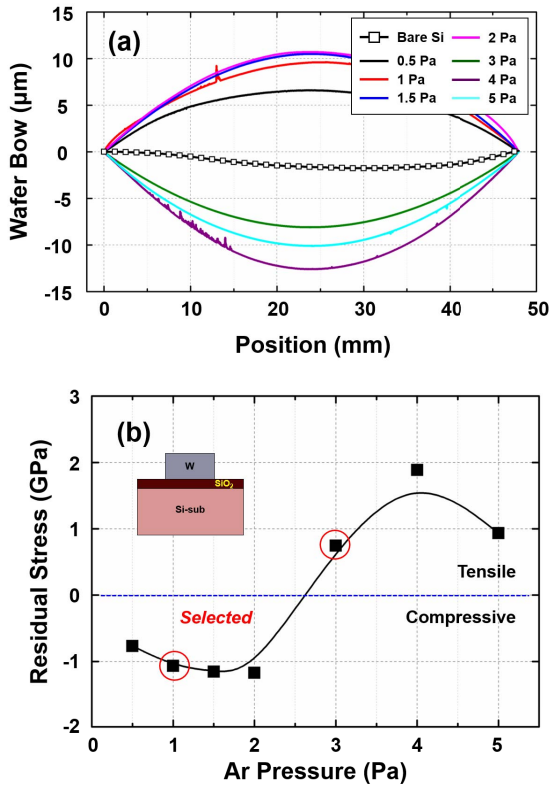 (a)
Bare Si
0.5 Pa
1 Pa
1.5 Pa
2 Pa
3 Pa
4 Pa
5 Pa
15
10
5
0
-5
-10
-15
Wafer Bow (μm)
0
10
20
30
40
50
Position (mm)
(b)
W
SiO2
Si-sub
Tensile
Selected
Compressive
3
2
1
0
-1
-2
Residual Stress (GPa)
0
1
2
3
4
5
Ar Pressure (Pa)